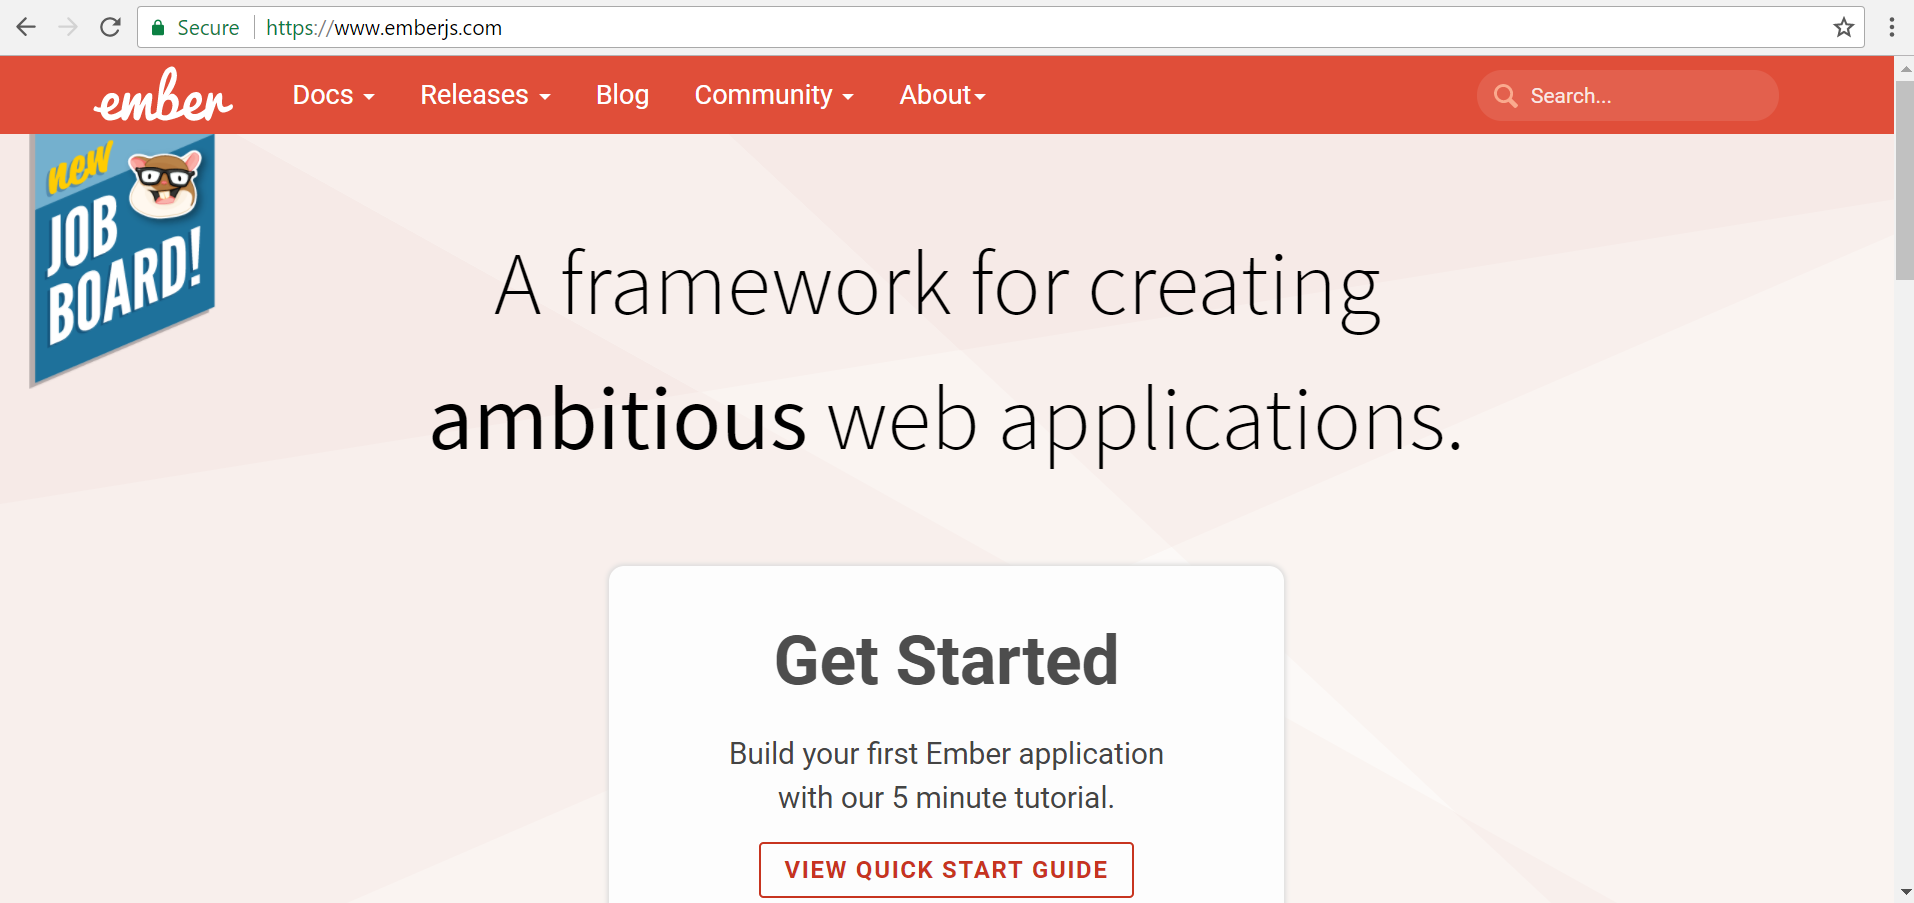 Secure https://www.emberjs.com
ember Docs Releases Blog Community About Search...
new
JOB
BOARD!
A framework for creating
ambitious web applications.
Get Started
Build your first Ember application
with our 5 minute tutorial.
VIEW QUICK START GUIDE